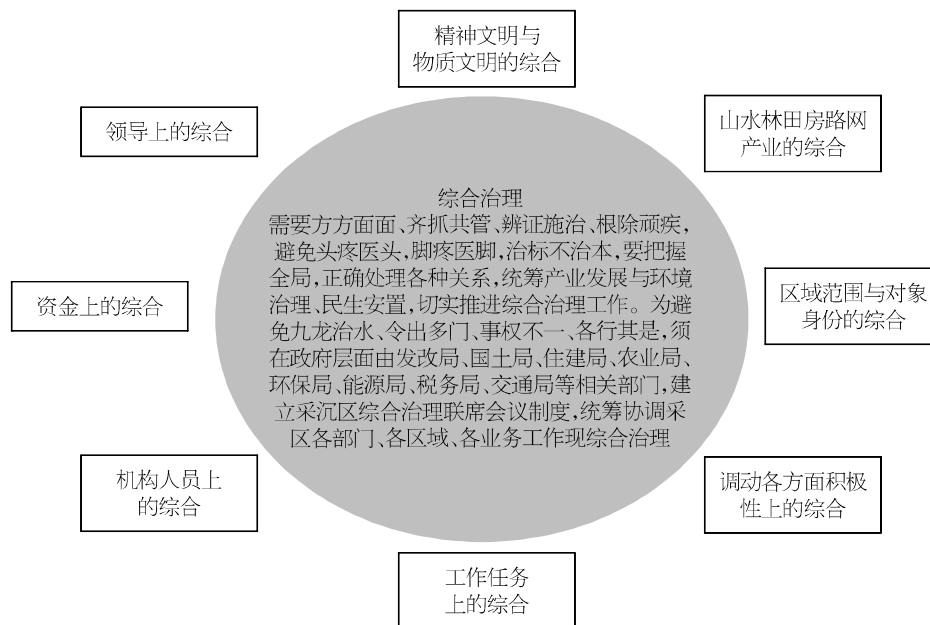 精神文明与
物质文明的综合
领导上的综合
山水林田房路网
产业的综合
综合治理
需要方方面面、齐抓共管、辨证施治、根除顽疾，
避免头疼医头，脚疼医脚，治标不治本，要把握
全局，正确处理各种关系，统筹产业发展与环境
治理、民生安置，切实推进综合治理工作。为避
免九龙治水、令出多门、事权不一、各行其是，须
在政府层面由发改局、国土局、住建局、农业局、
环保局、能源局、税务局、交通局等相关部门，建
立采沉区综合治理联席会议制度，统筹协调采
区各部门、各区域、各业务工作现综合治理
资金上的综合
区域范围与对象
身份的综合
机构人员上
的综合
调动各方面积极
性上的综合
工作任务
上的综合